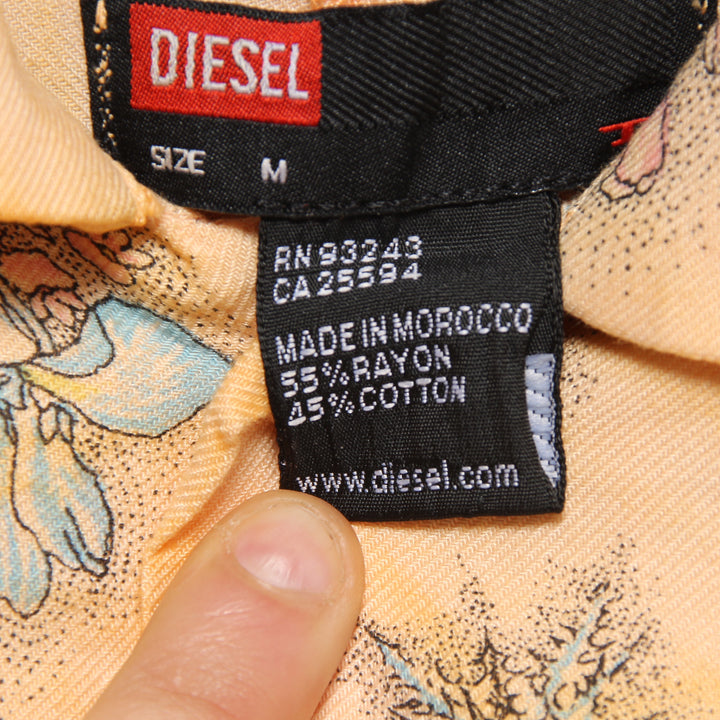 DIESEL
SIZE M
RN 93243
CA 25594
MADE IN MOROCCO
55% RAYON
45% COTTON
www.diesel.com